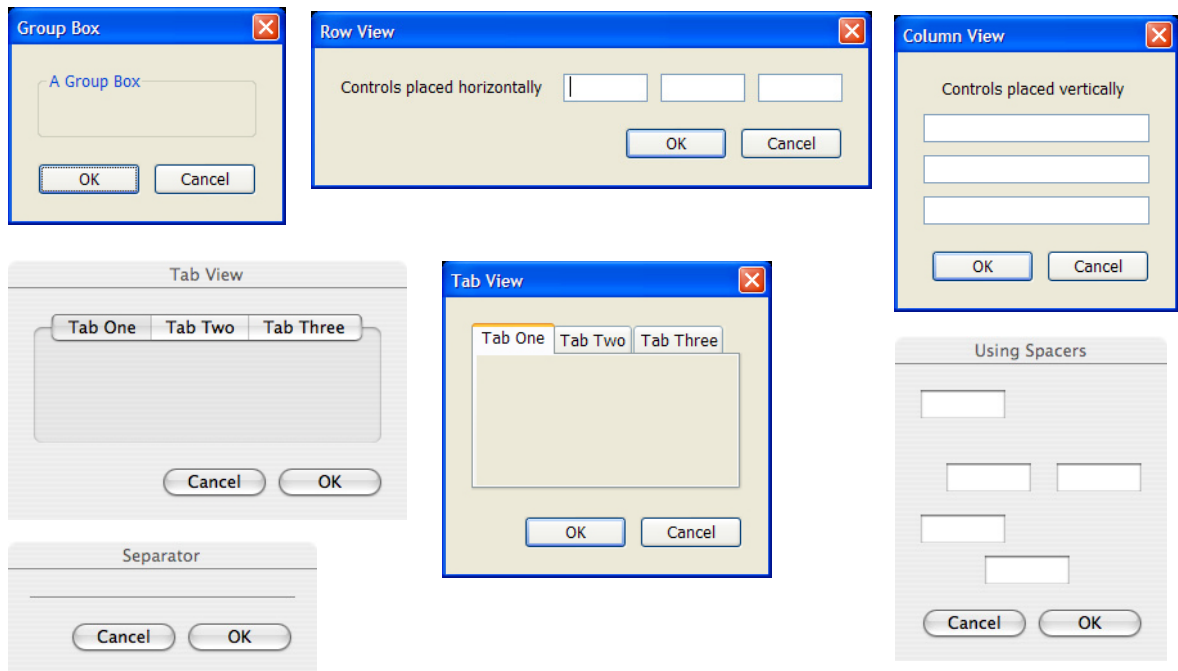 Group Box
A Group Box
OK Cancel
Row View
Controls placed horizontally
OK Cancel
Column View
Controls placed vertically
OK Cancel
Tab View
Tab One Tab Two Tab Three
Cancel OK
Tab View
Tab One Tab Two Tab Three
OK Cancel
Using Spacers
Cancel OK
Separator
Cancel OK